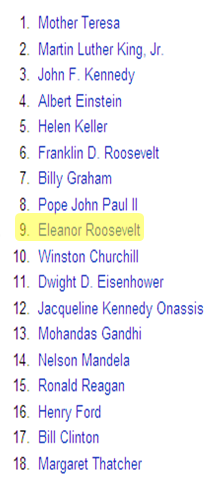 1. Mother Teresa
2. Martin Luther King, Jr.
3. John F. Kennedy
4. Albert Einstein
5. Helen Keller
6. Franklin D. Roosevelt
7. Billy Graham
8. Pope John Paul II
9. Eleanor Roosevelt
10. Winston Churchill
11. Dwight D. Eisenhower
12. Jacqueline Kennedy Onassis
13. Mohandas Gandhi
14. Nelson Mandela
15. Ronald Reagan
16. Henry Ford
17. Bill Clinton
18. Margaret Thatcher